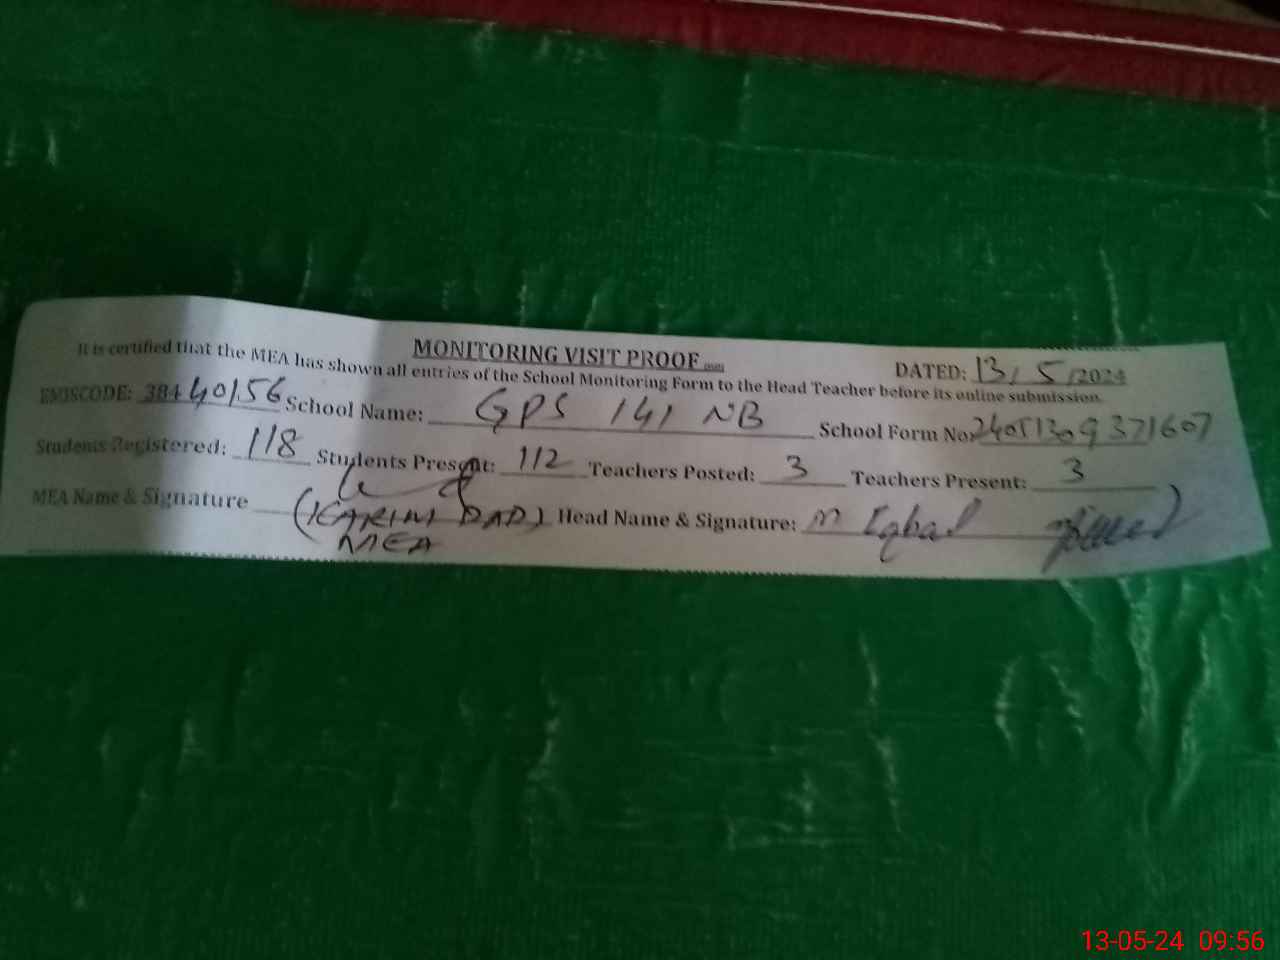 MONITORING VISIT PROOF
DATED: 13/5/2024
It is certified that the MEA has shown all entries of the School Monitoring Form to the Head Teacher before its online submission.
EMISCODE: 38440156 School Name: GPS 141 NB School Form No: 24051309371607
Students Registered: 118 Students Present: 112 Teachers Posted: 3 Teachers Present: 3
MEA Name & Signature (KARIM DAD) Head Name & Signature: M Iqbal
MEA
13-05-24 09:56